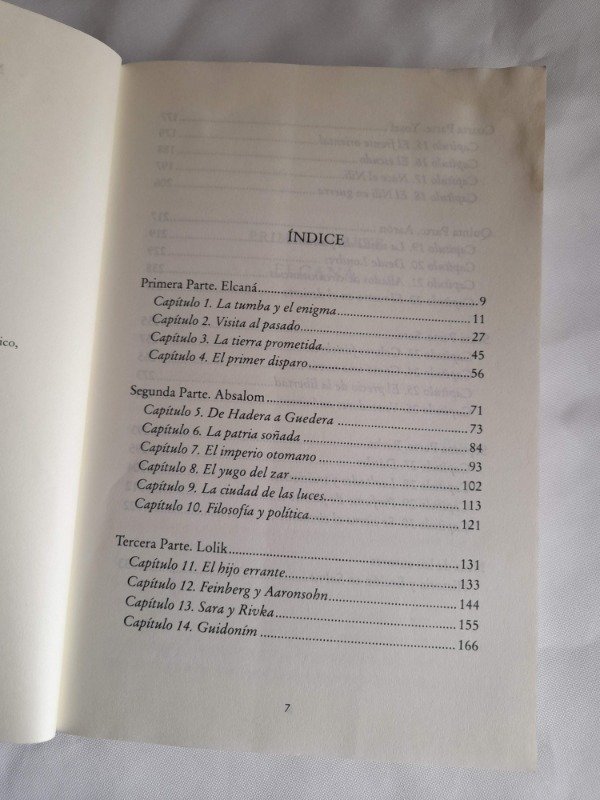 ico,
ÍNDICE
Primera Parte. Elcaná 9
Capítulo 1. La tumba y el enigma 11
Capítulo 2. Visita al pasado 27
Capítulo 3. La tierra prometida 45
Capítulo 4. El primer disparo 56
Segunda Parte. Absalom 71
Capítulo 5. De Hadera a Guedera 73
Capítulo 6. La patria soñada 84
Capítulo 7. El imperio otomano 93
Capítulo 8. El yugo del zar 102
Capítulo 9. La ciudad de las luces 113
Capítulo 10. Filosofía y política 121
Tercera Parte. Lolik 131
Capítulo 11. El hijo errante 133
Capítulo 12. Feinberg y Aaronsohn 144
Capítulo 13. Sara y Rivka 155
Capítulo 14. Guidoním 166
7